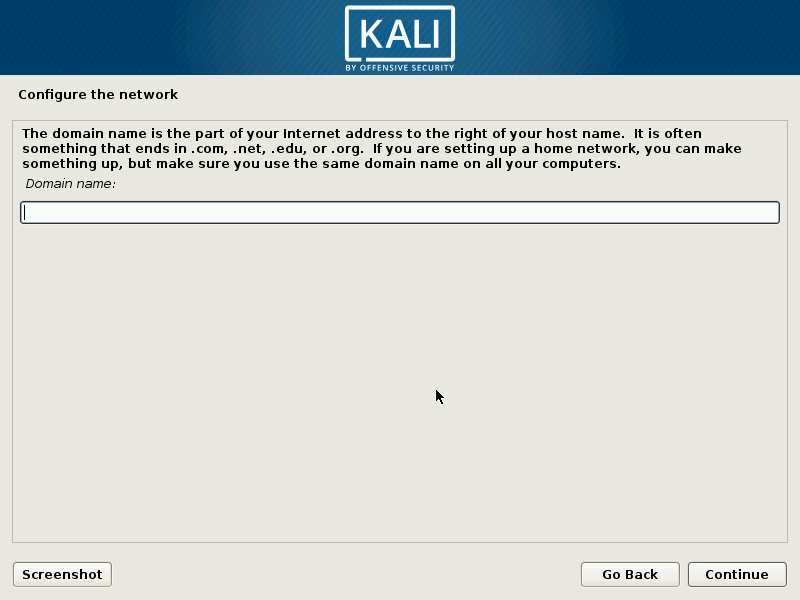 KALI
BY OFFENSIVE SECURITY
Configure the network
The domain name is the part of your Internet address to the right of your host name.  It is often
something that ends in .com, .net, .edu, or .org.  If you are setting up a home network, you can make
something up, but make sure you use the same domain name on all your computers.
Domain name:
Screenshot
Go Back
Continue